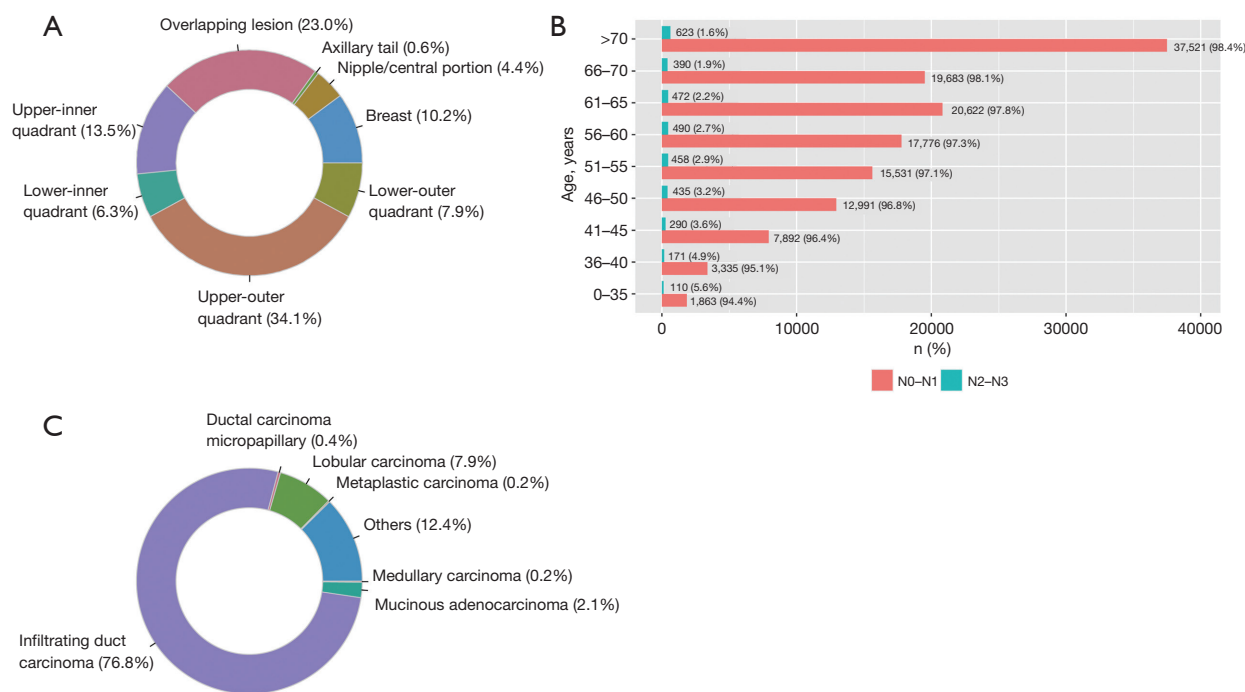 A
Overlapping lesion (23.0%)
Axillary tail (0.6%)
Nipple/central portion (4.4%)
Upper-inner
quadrant (13.5%)
Breast (10.2%)
Lower-inner
quadrant (6.3%)
Lower-outer
quadrant (7.9%)
Upper-outer
quadrant (34.1%)
B
Age, years
>70
623 (1.6%)
37,521 (98.4%)
66–70
390 (1.9%)
19,683 (98.1%)
61–65
472 (2.2%)
20,622 (97.8%)
56–60
490 (2.7%)
17,776 (97.3%)
51–55
458 (2.9%)
15,531 (97.1%)
46–50
435 (3.2%)
12,991 (96.8%)
41–45
290 (3.6%)
7,892 (96.4%)
36–40
171 (4.9%)
3,335 (95.1%)
0–35
110 (5.6%)
1,863 (94.4%)
0 10000 20000 30000 40000
n (%)
N0–N1 N2–N3
C
Ductal carcinoma
micropapillary (0.4%)
Lobular carcinoma (7.9%)
Metaplastic carcinoma (0.2%)
Others (12.4%)
Medullary carcinoma (0.2%)
Mucinous adenocarcinoma (2.1%)
Infiltrating duct
carcinoma (76.8%)